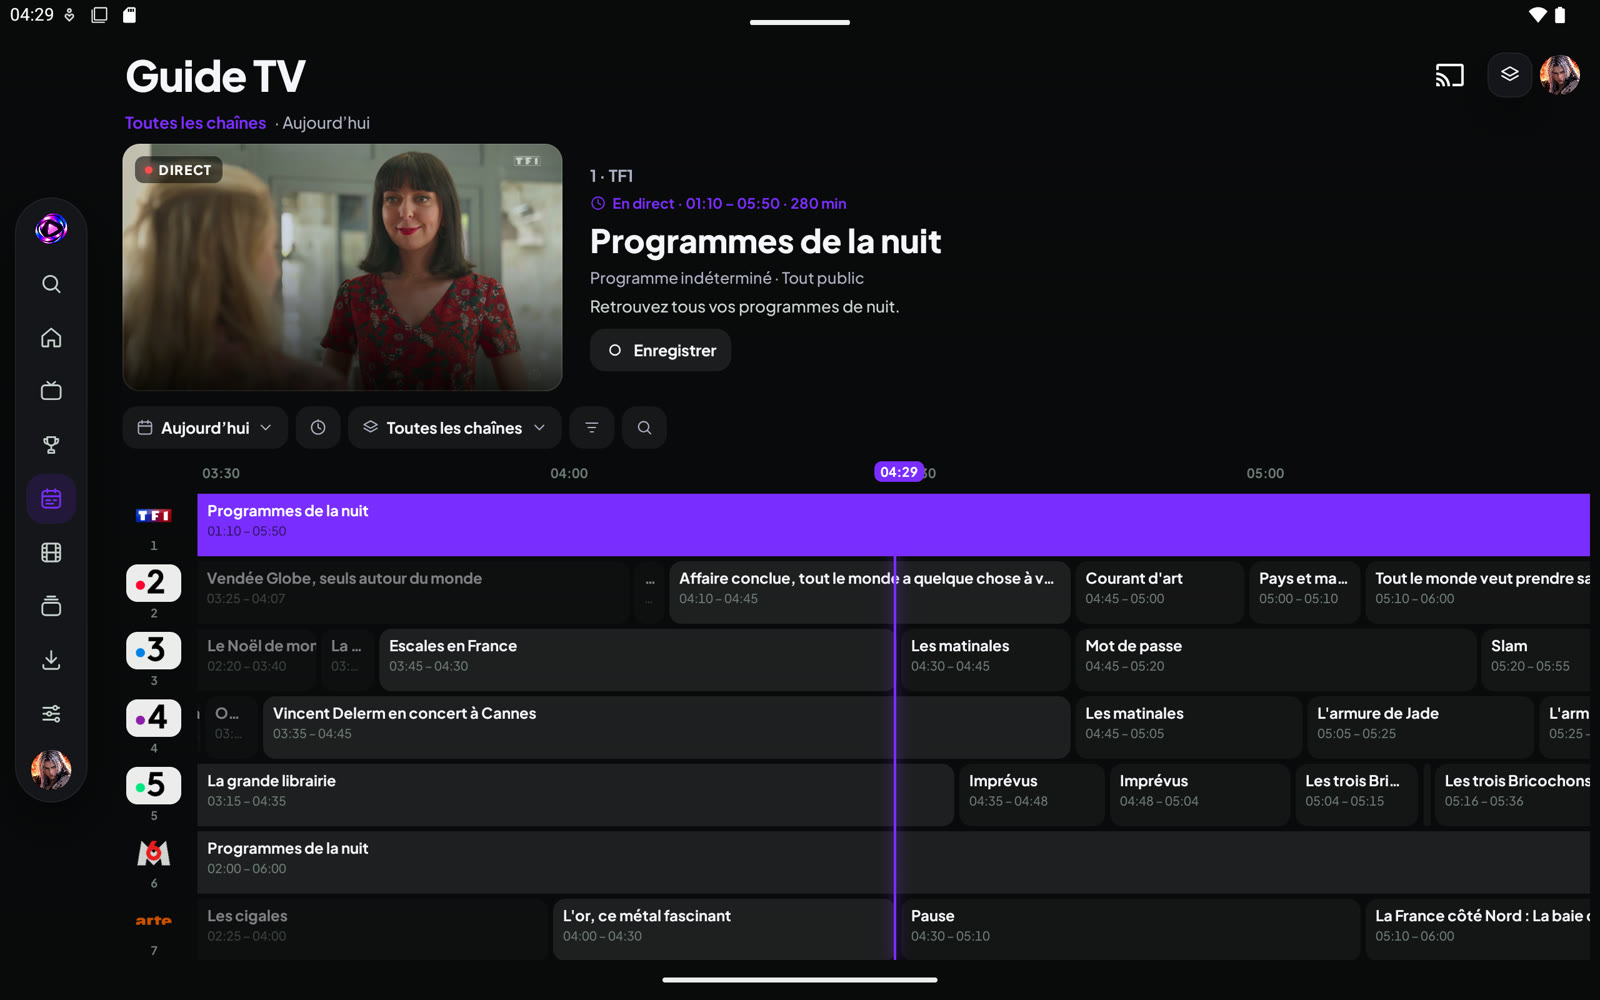 04:29
Guide TV
Toutes les chaînes · Aujourd’hui
DIRECT
TF1
1 · TF1
En direct · 01:10 – 05:50 · 280 min
Programmes de la nuit
Programme indéterminé · Tout public
Retrouvez tous vos programmes de nuit.
Enregistrer
Aujourd’hui
Toutes les chaînes
03:30
04:00
04:29
05:00
TF1
1
Programmes de la nuit
01:10 – 05:50
2
2
Vendée Globe, seuls autour du monde
03:25 – 04:07
...
...
Affaire conclue, tout le monde a quelque chose à v...
04:10 – 04:45
Courant d'art
04:45 – 05:00
Pays et ma...
05:00 – 05:10
Tout le monde veut prendre sa
05:10 – 06:00
3
3
Le Noël de mon
02:20 – 03:40
La ...
03:...
Escales en France
03:45 – 04:30
Les matinales
04:30 – 04:45
Mot de passe
04:45 – 05:20
Slam
05:20 – 05:55
4
4
O...
03:...
Vincent Delerm en concert à Cannes
03:35 – 04:45
Les matinales
04:45 – 05:05
L'armure de Jade
05:05 – 05:25
L'arm
05:25 –
5
5
La grande librairie
03:15 – 04:35
Imprévus
04:35 – 04:48
Imprévus
04:48 – 05:04
Les trois Bri...
05:04 – 05:15
Les trois Bricochons
05:16 – 05:36
M6
6
Programmes de la nuit
02:00 – 06:00
arte
7
Les cigales
02:25 – 04:00
L'or, ce métal fascinant
04:00 – 04:30
Pause
04:30 – 05:10
La France côté Nord : La baie
05:10 – 06:00